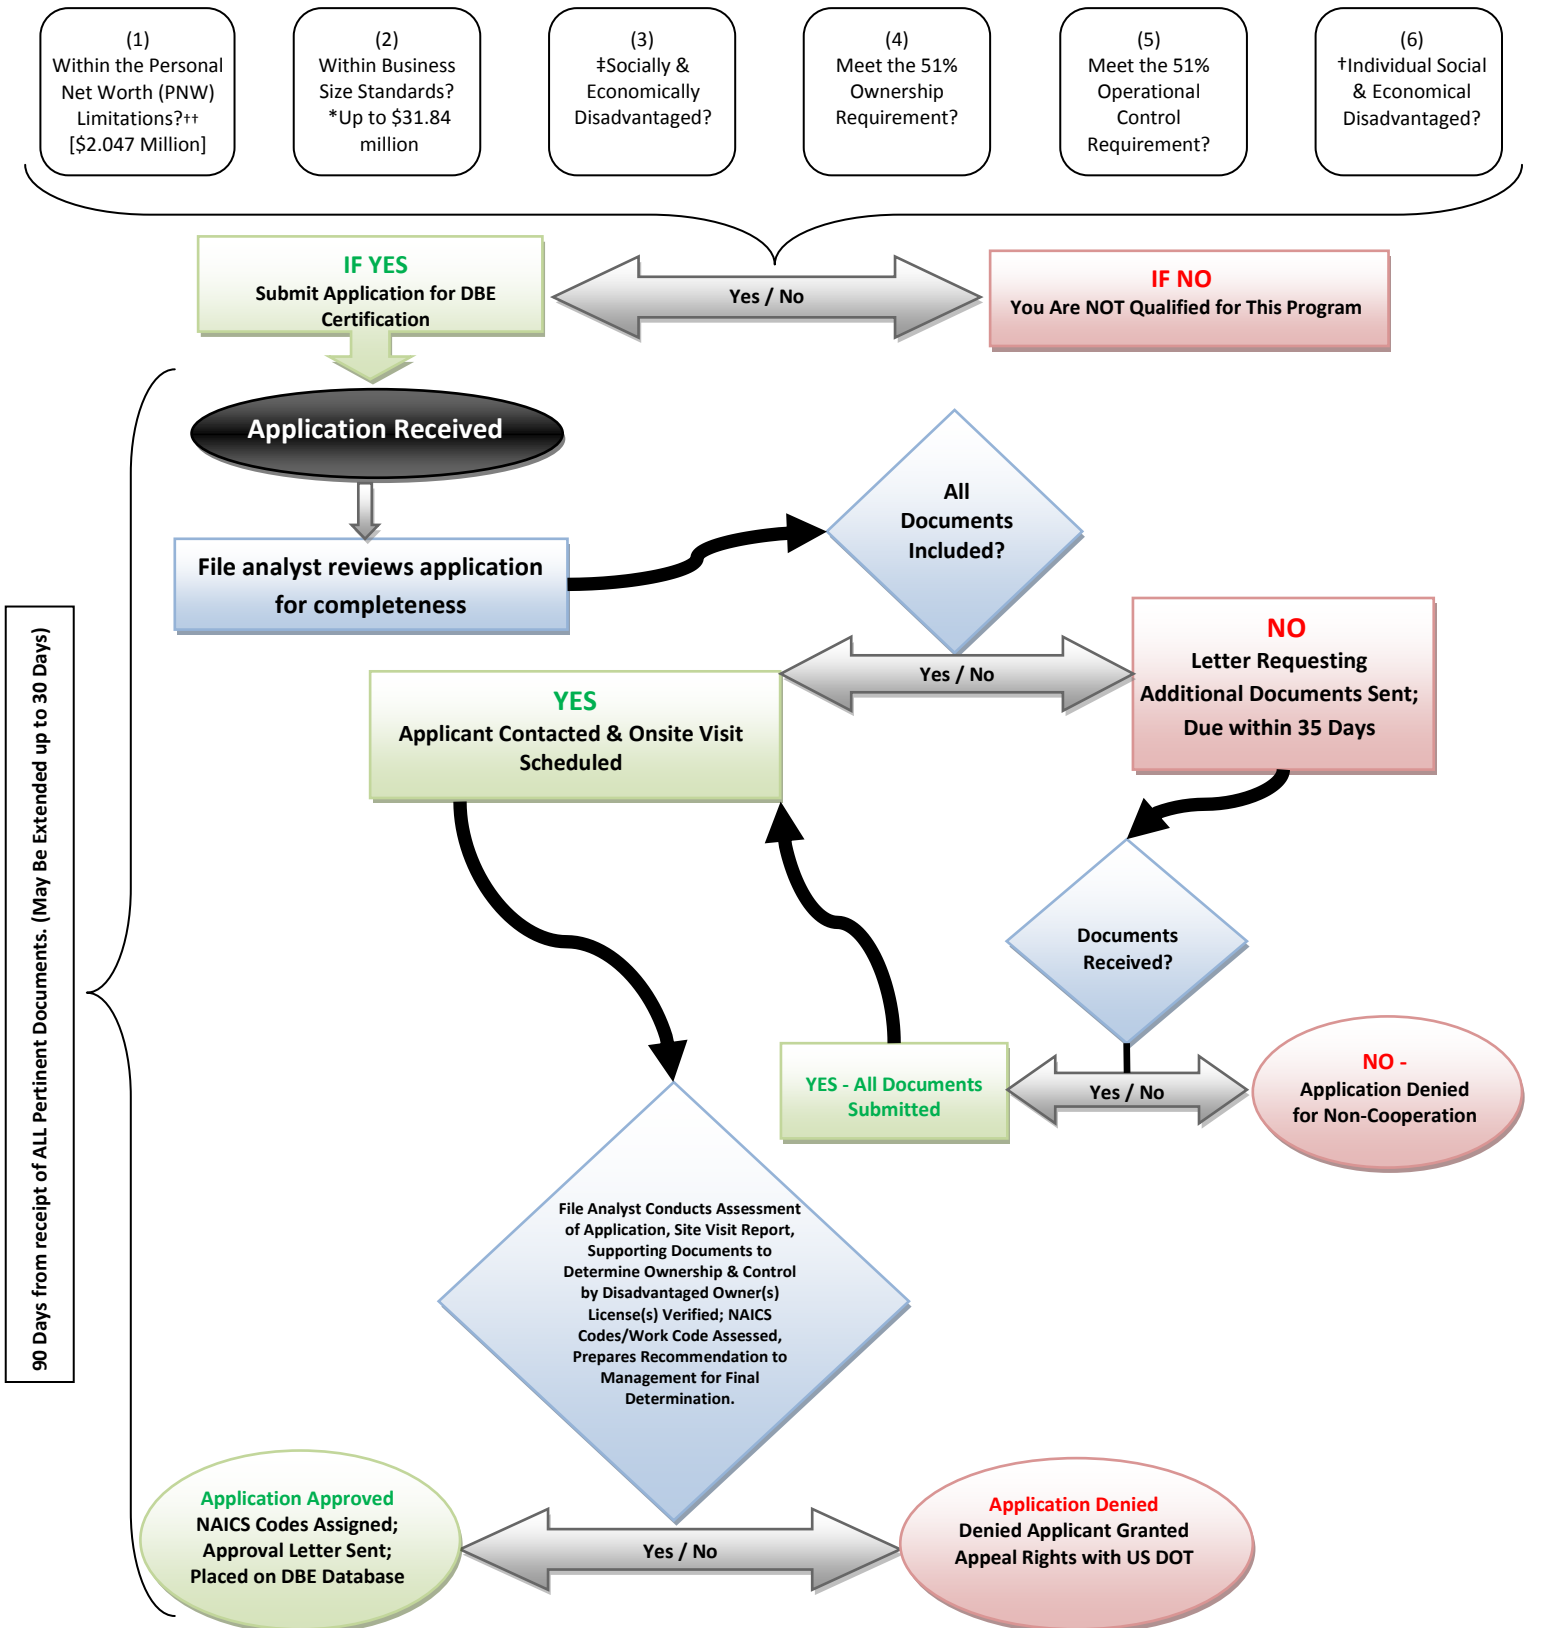 (1)
Within the Personal
Net Worth (PNW)
Limitations?††
[$2.047 Million]
(2)
Within Business
Size Standards?
*Up to $31.84
million
(3)
‡Socially &
Economically
Disadvantaged?
(4)
Meet the 51%
Ownership
Requirement?
(5)
Meet the 51%
Operational
Control
Requirement?
(6)
†Individual Social
& Economical
Disadvantaged?
IF YES
Submit Application for DBE
Certification
Yes / No
IF NO
You Are NOT Qualified for This Program
Application Received
File analyst reviews application
for completeness
All
Documents
Included?
Yes / No
NO
Letter Requesting
Additional Documents Sent;
Due within 35 Days
YES
Applicant Contacted & Onsite Visit
Scheduled
90 Days from receipt of ALL Pertinent Documents. (May Be Extended up to 30 Days)
Documents
Received?
YES - All Documents
Submitted
Yes / No
NO -
Application Denied
for Non-Cooperation
File Analyst Conducts Assessment
of Application, Site Visit Report,
Supporting Documents to
Determine Ownership & Control
by Disadvantaged Owner(s)
License(s) Verified; NAICS
Codes/Work Code Assessed,
Prepares Recommendation to
Management for Final
Determination.
Application Approved
NAICS Codes Assigned;
Approval Letter Sent;
Placed on DBE Database
Yes / No
Application Denied
Denied Applicant Granted
Appeal Rights with US DOT